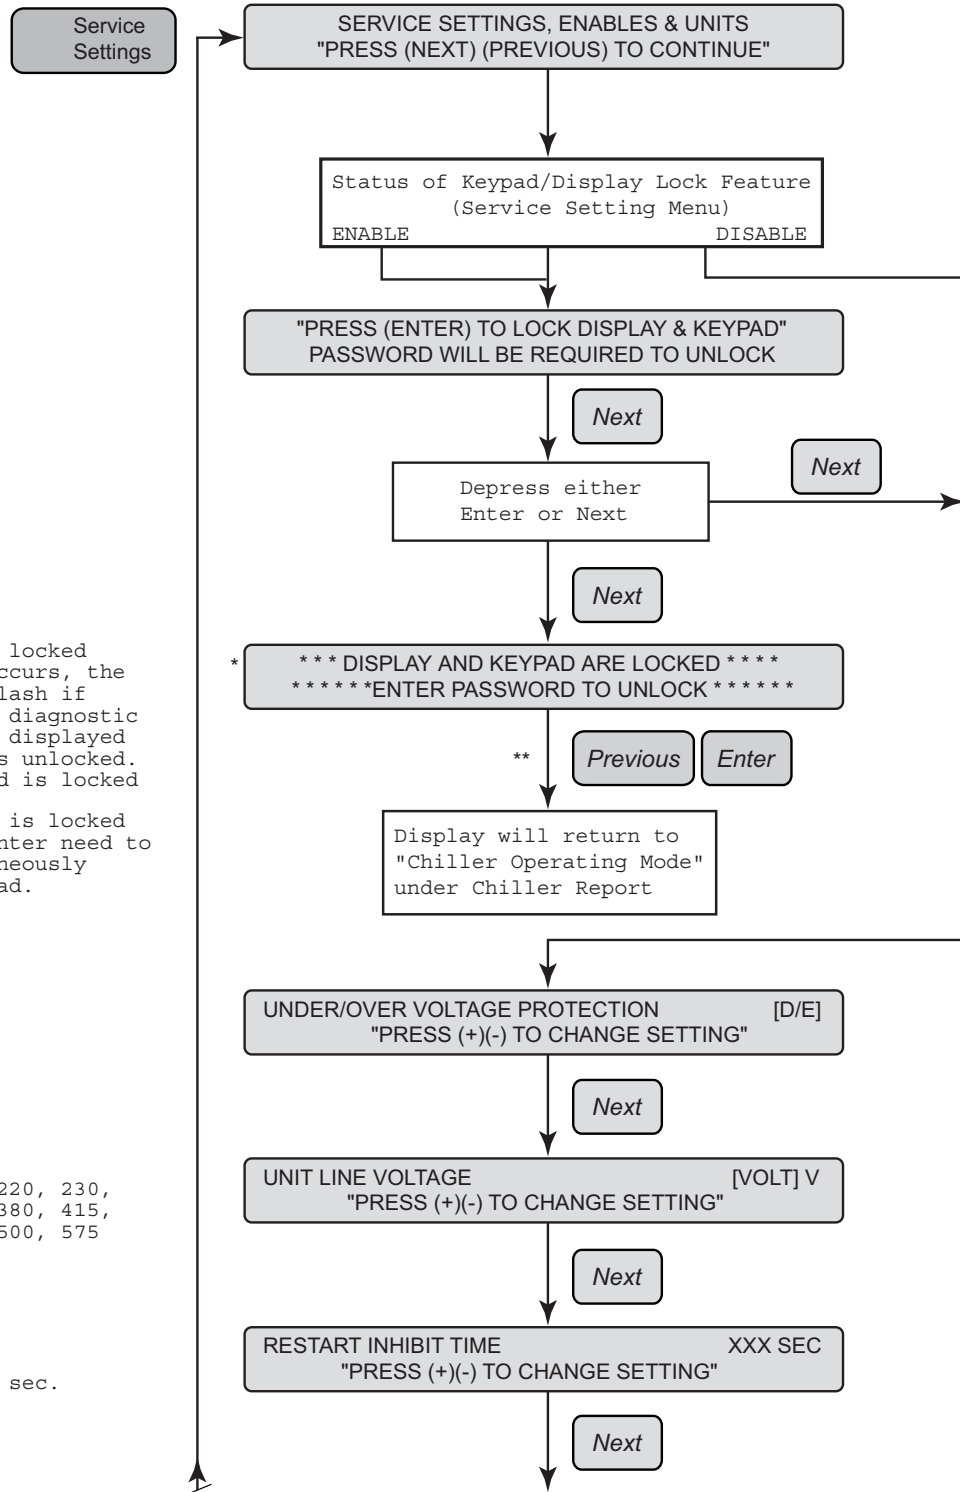 Service
Settings
SERVICE SETTINGS, ENABLES & UNITS
"PRESS (NEXT) (PREVIOUS) TO CONTINUE"
Status of Keypad/Display Lock Feature
(Service Setting Menu)
ENABLE DISABLE
"PRESS (ENTER) TO LOCK DISPLAY & KEYPAD"
PASSWORD WILL BE REQUIRED TO UNLOCK
Next
Depress either
Enter or Next
Next
Next
locked
the
if
diagnostic
displayed
unlocked.
is locked
is locked
need to
* * * * DISPLAY AND KEYPAD ARE LOCKED * * * *
* * * * * *ENTER PASSWORD TO UNLOCK * * * * * *
** Previous Enter
Display will return to
"Chiller Operating Mode"
under Chiller Report
UNDER/OVER VOLTAGE PROTECTION [D/E]
"PRESS (+)(-) TO CHANGE SETTING"
Next
220, 230,
380, 415,
500, 575
UNIT LINE VOLTAGE [VOLT] V
"PRESS (+)(-) TO CHANGE SETTING"
Next
sec.
RESTART INHIBIT TIME XXX SEC
"PRESS (+)(-) TO CHANGE SETTING"
Next